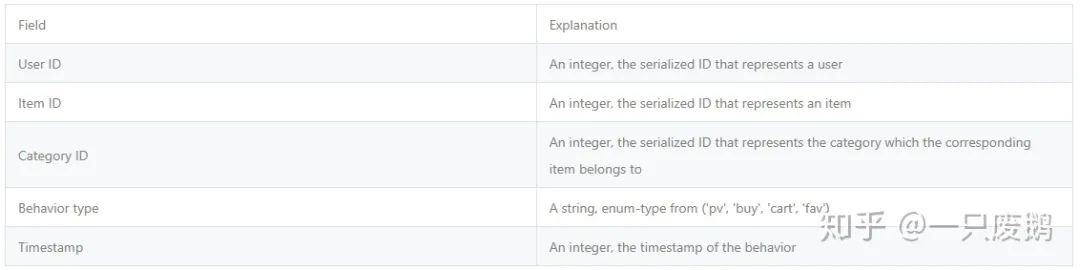 Field
Explanation
User ID
An integer, the serialized ID that represents a user
Item ID
An integer, the serialized ID that represents an item
Category ID
An integer, the serialized ID that represents the category which the corresponding
item belongs to
Behavior type
A string, enum-type from ('pv', 'buy', 'cart', 'fav')
Timestamp
An integer, the timestamp of the behavior
知乎 @一只废鹅